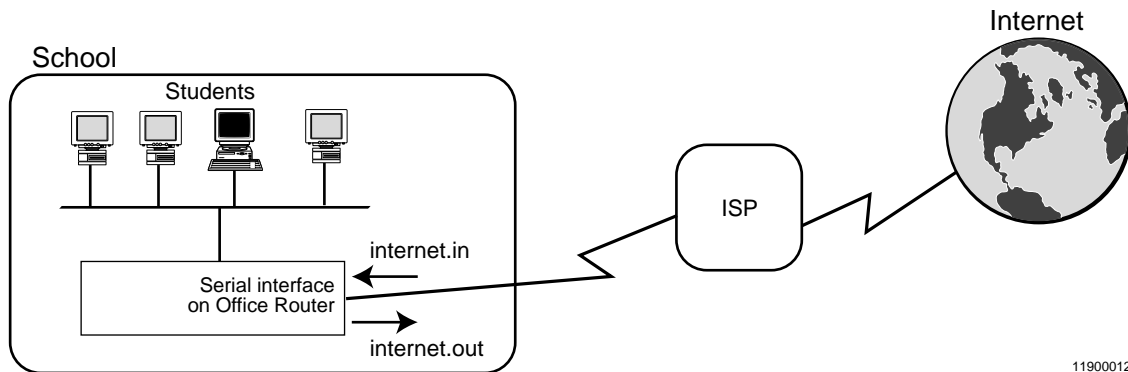 Internet
School
Students
ISP
internet.in
Serial interface
on Office Router
internet.out
11900012